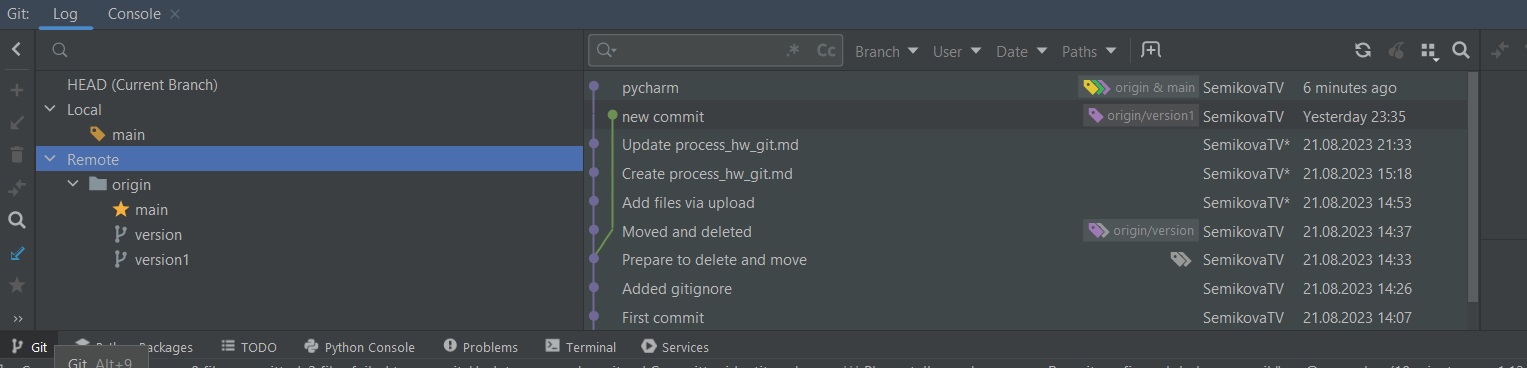 Git: Log Console
.* Cc Branch User Date Paths
HEAD (Current Branch)
Local
main
Remote
origin
main
version
version1
pycharm origin & main SemikovaTV 6 minutes ago
new commit origin/version1 SemikovaTV Yesterday 23:35
Update process_hw_git.md SemikovaTV* 21.08.2023 21:33
Create process_hw_git.md SemikovaTV* 21.08.2023 15:18
Add files via upload SemikovaTV* 21.08.2023 14:53
Moved and deleted origin/version SemikovaTV 21.08.2023 14:37
Prepare to delete and move SemikovaTV 21.08.2023 14:33
Added gitignore SemikovaTV 21.08.2023 14:26
First commit SemikovaTV 21.08.2023 14:07
Git Python Packages TODO Python Console Problems Terminal Services
Git Alt+9